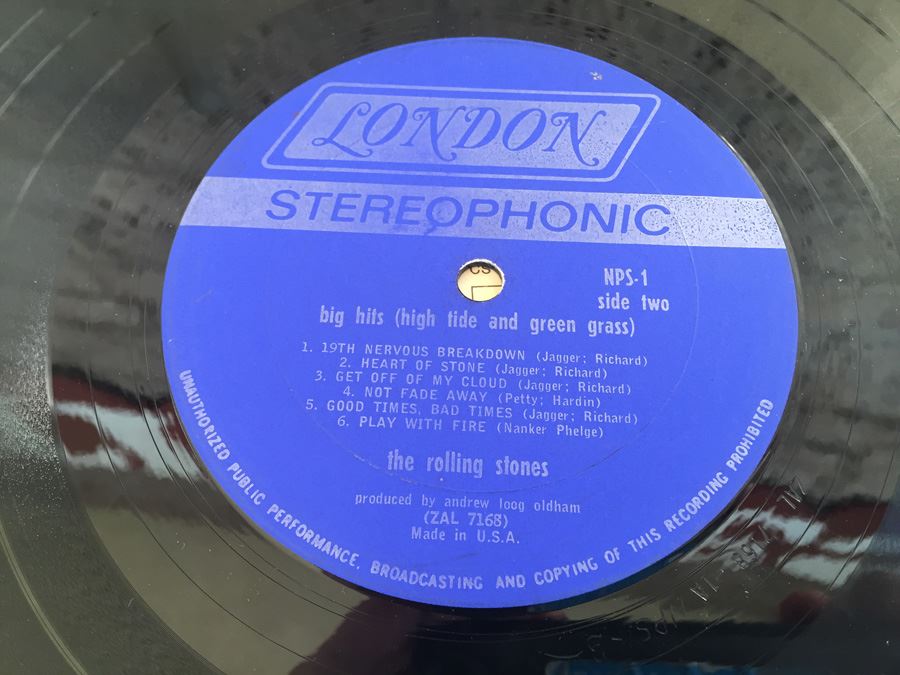 LONDON
STEREOPHONIC
CS
NPS-1
side two
big hits (high tide and green grass)
1. 19TH NERVOUS BREAKDOWN (Jagger; Richard)
2. HEART OF STONE (Jagger; Richard)
3. GET OFF OF MY CLOUD (Jagger; Richard)
4. NOT FADE AWAY (Petty; Hardin)
5. GOOD TIMES, BAD TIMES (Jagger; Richard)
6. PLAY WITH FIRE (Nanker Phelge)
the rolling stones
produced by andrew loog oldham
(ZAL 7168)
Made in U.S.A.
UNAUTHORIZED PUBLIC PERFORMANCE, BROADCASTING AND COPYING OF THIS RECORDING PROHIBITED